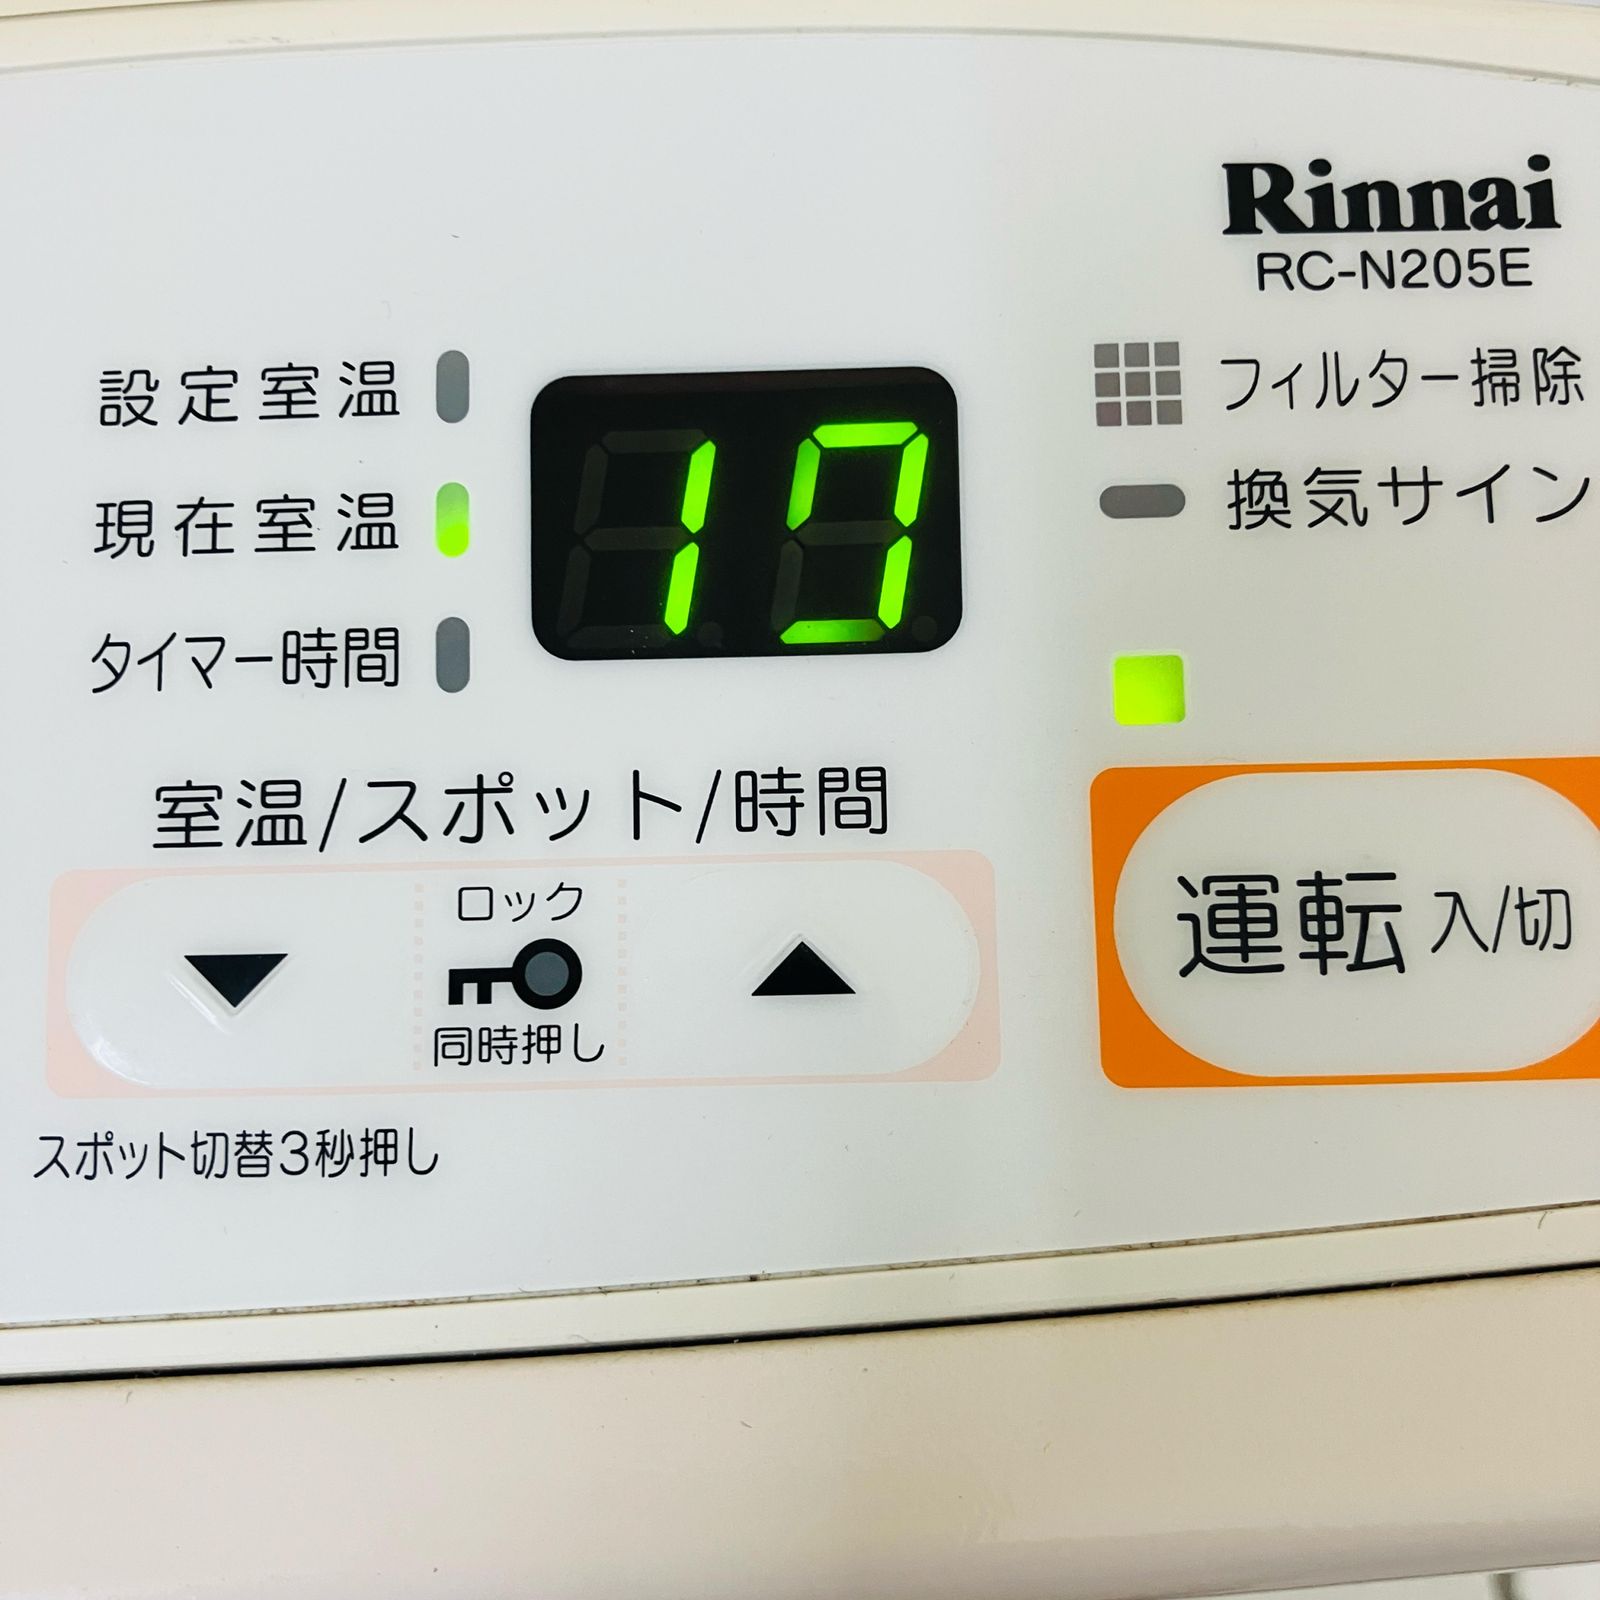 Rinnai
RC-N205E
設定室温
現在室温
タイマー時間
フィルター掃除
換気サイン
室温/スポット/時間
ロック
同時押し
運転 入/切
スポット切替3秒押し